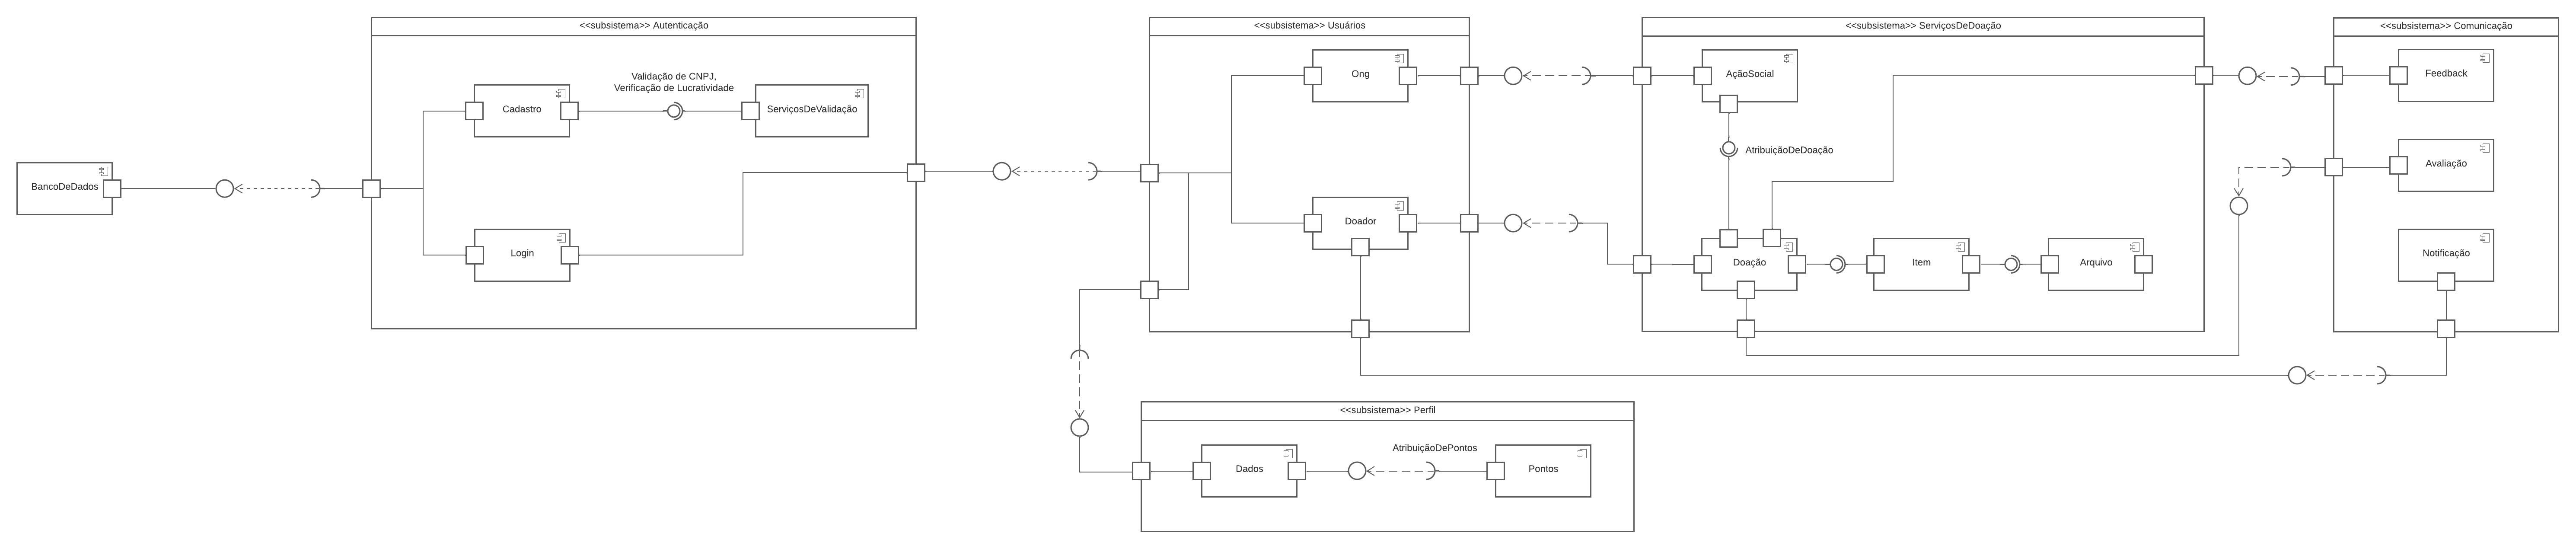 <<subsistema>> Autenticação
<<subsistema>> Usuários
<<subsistema>> ServiçosDeDoação
<<subsistema>> Comunicação
Validação de CNPJ,
Verificação de Lucratividade
Cadastro
ServiçosDeValidação
BancoDeDados
Login
Ong
Doador
AçãoSocial
AtribuiçãoDeDoação
Doação
Item
Arquivo
Feedback
Avaliação
Notificação
<<subsistema>> Perfil
AtribuiçãoDePontos
Dados
Pontos